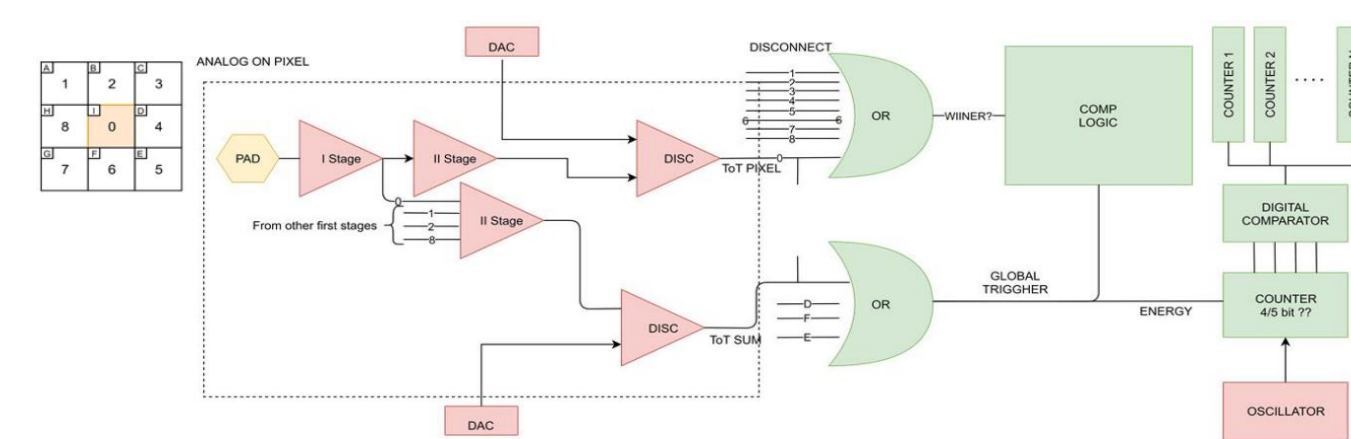 A
B
C
1
2
3
H
I
D
8
0
4
G
F
E
7
6
5
ANALOG ON PIXEL
DAC
PAD
I Stage
II Stage
DISC
ToT PIXEL
0
From other first stages
0
1
2
8
II Stage
DISC
ToT SUM
DAC
DISCONNECT
1
2
3
4
5
6
6
7
8
OR
WIINER?
COMP
LOGIC
D
F
E
OR
GLOBAL
TRIGGHER
ENERGY
COUNTER 1
COUNTER 2
....
DIGITAL
COMPARATOR
COUNTER
4/5 bit ??
OSCILLATOR